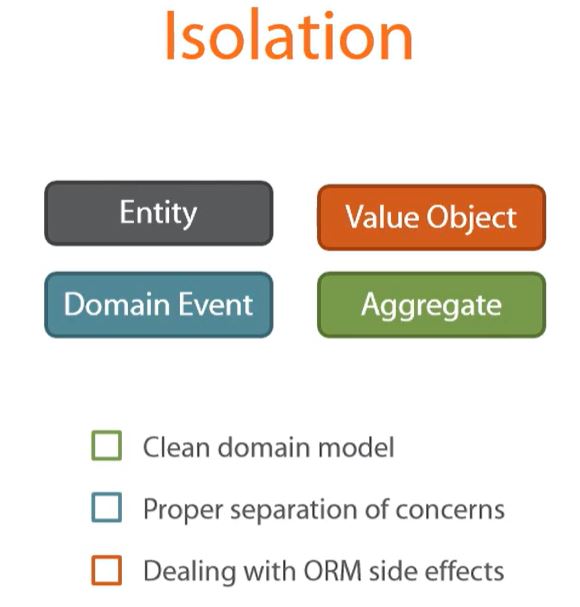 Isolation
Entity
Value Object
Domain Event
Aggregate
Clean domain model
Proper separation of concerns
Dealing with ORM side effects